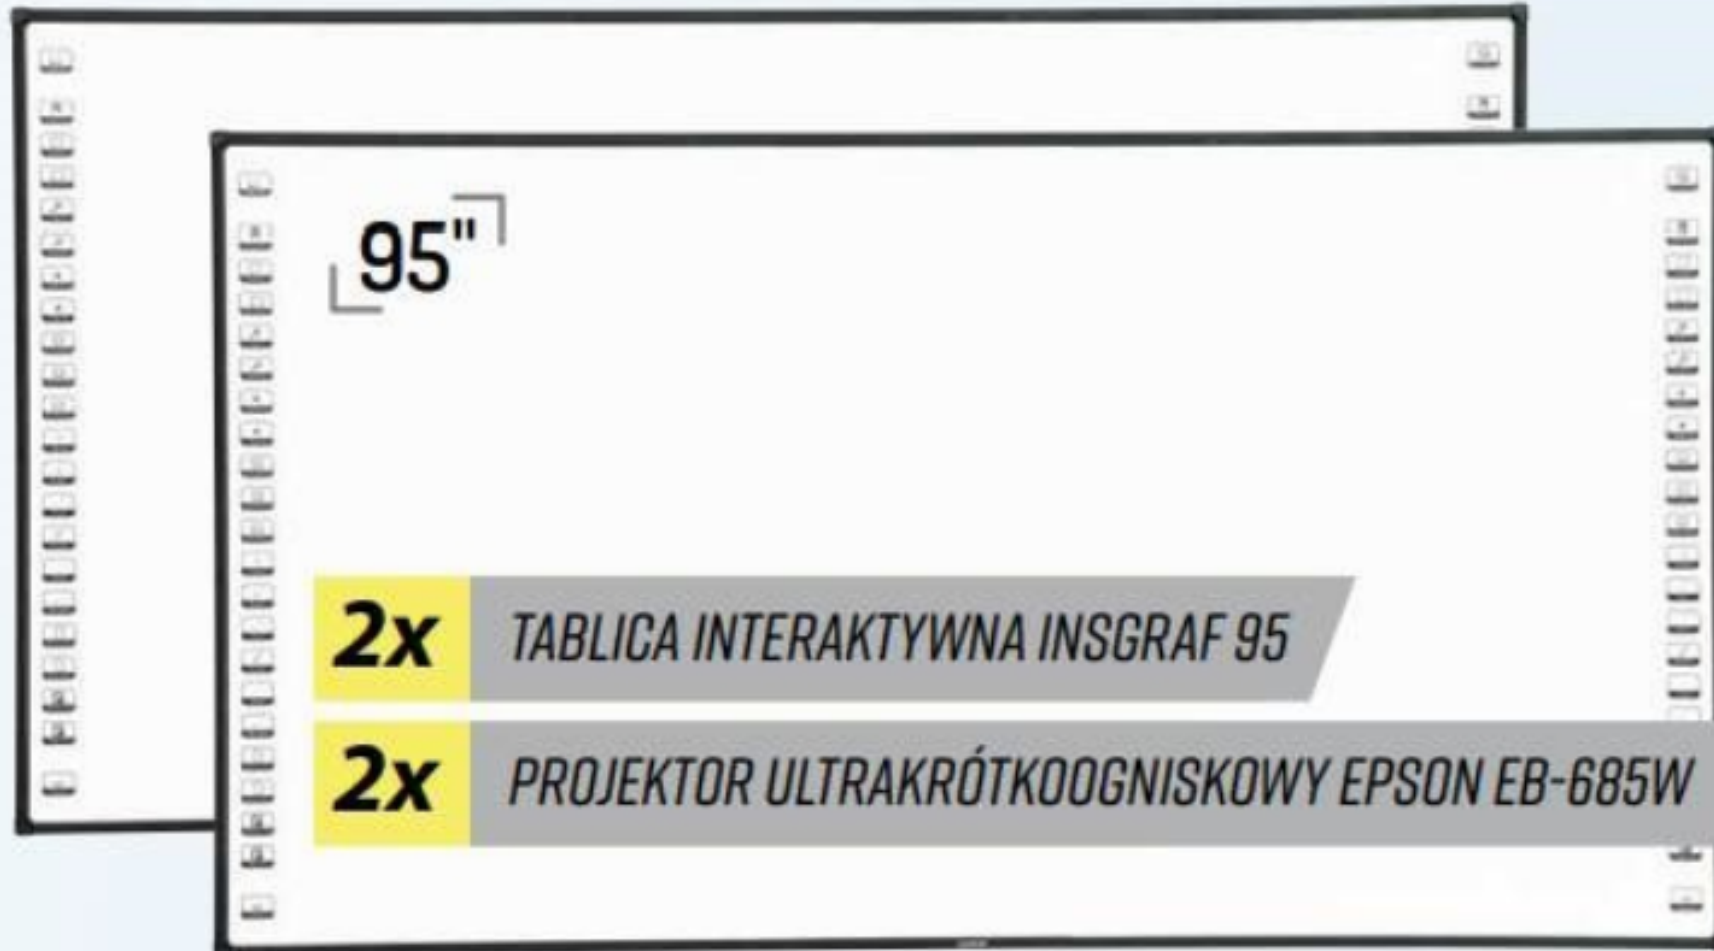 95"
2x TABLICA INTERAKTYWNA INSGRAF 95
2x PROJEKTOR ULTRAKRÓTKOOGNISKOWY EPSON EB-685W